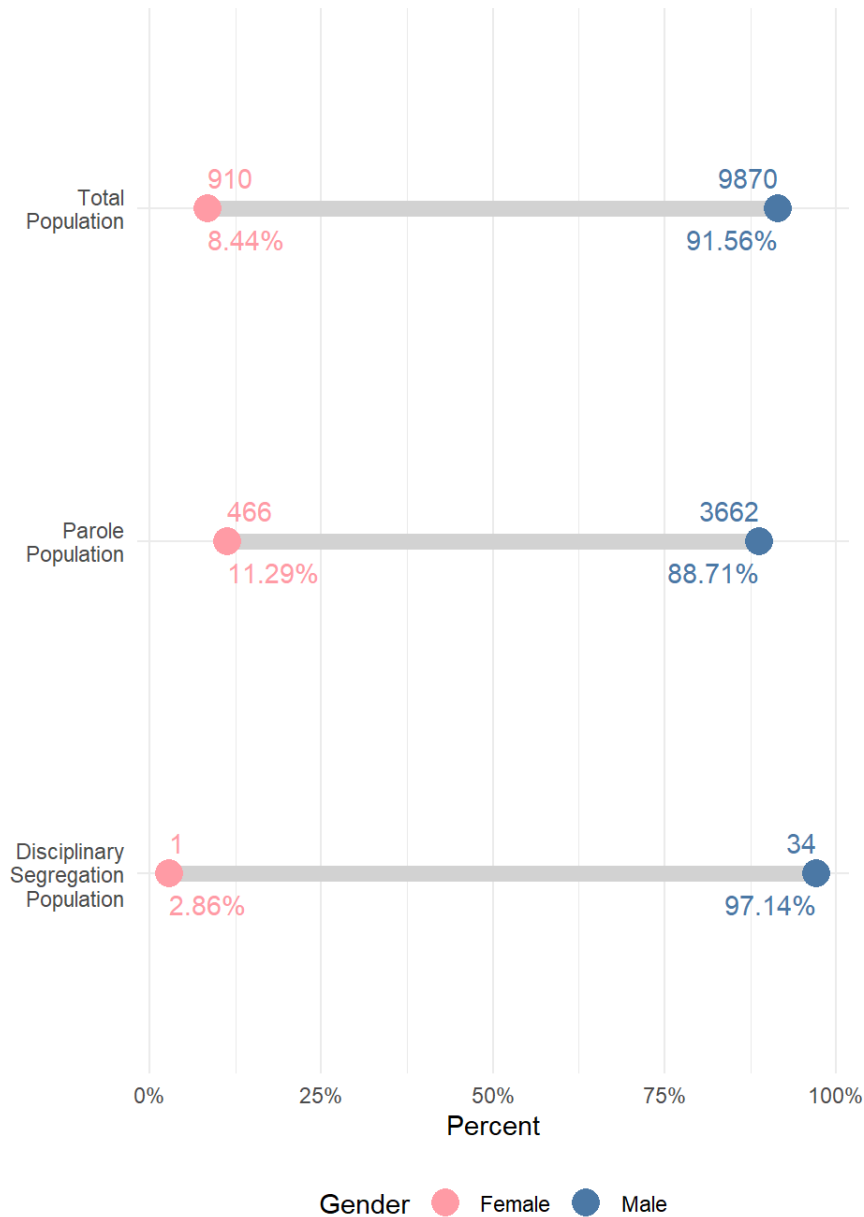 910
9870
Total
Population
8.44%
91.56%
466
3662
Parole
Population
11.29%
88.71%
1
34
Disciplinary
Segregation
Population
2.86%
97.14%
0%
25%
50%
75%
100%
Percent
Gender
Female
Male